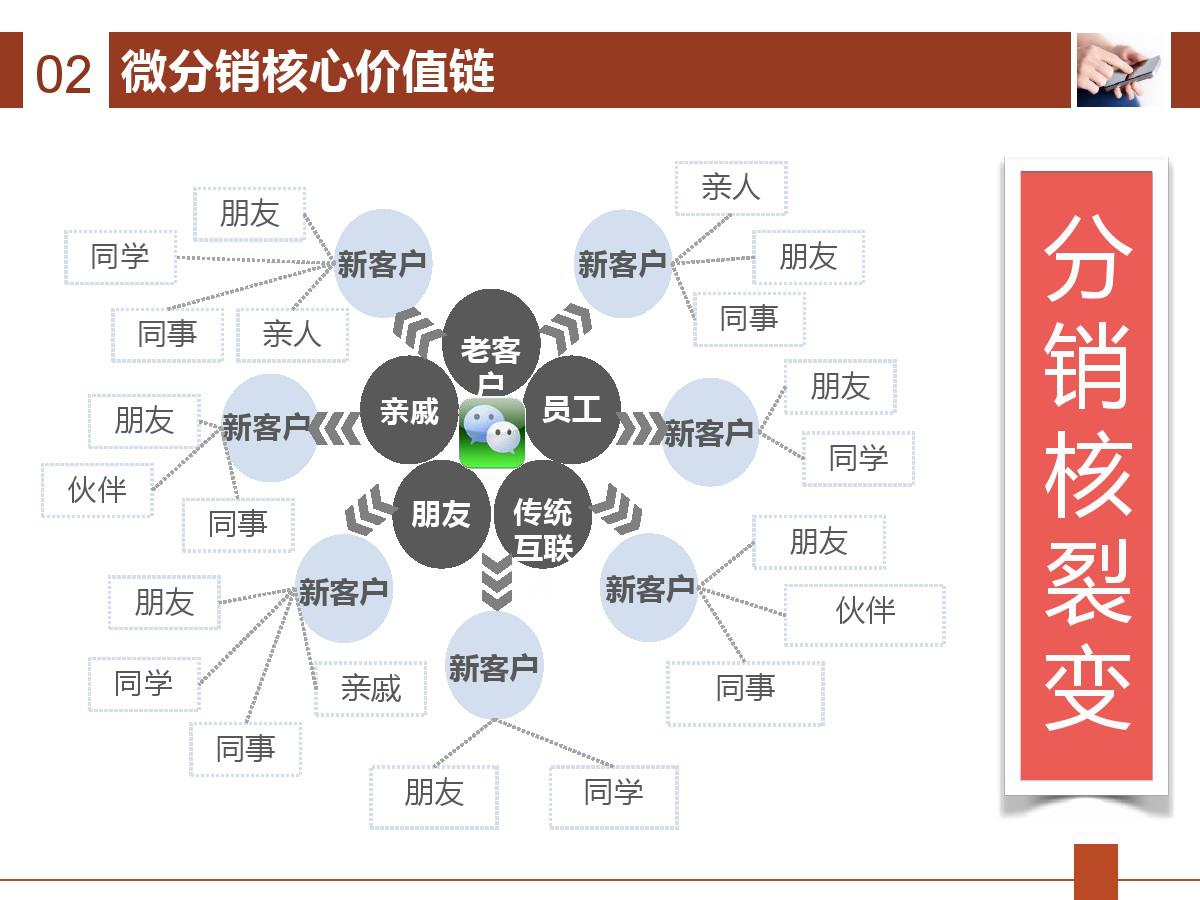 02
微分销核心价值链
朋友
同学
同事
亲人
新客户
亲人
朋友
同事
新客户
老客
户
亲戚
员工
朋友
传统
互联
朋友
伙伴
同事
新客户
朋友
同学
新客户
朋友
同学
同事
亲戚
新客户
朋友
伙伴
同事
新客户
新客户
朋友
同学
分
销
核
裂
变